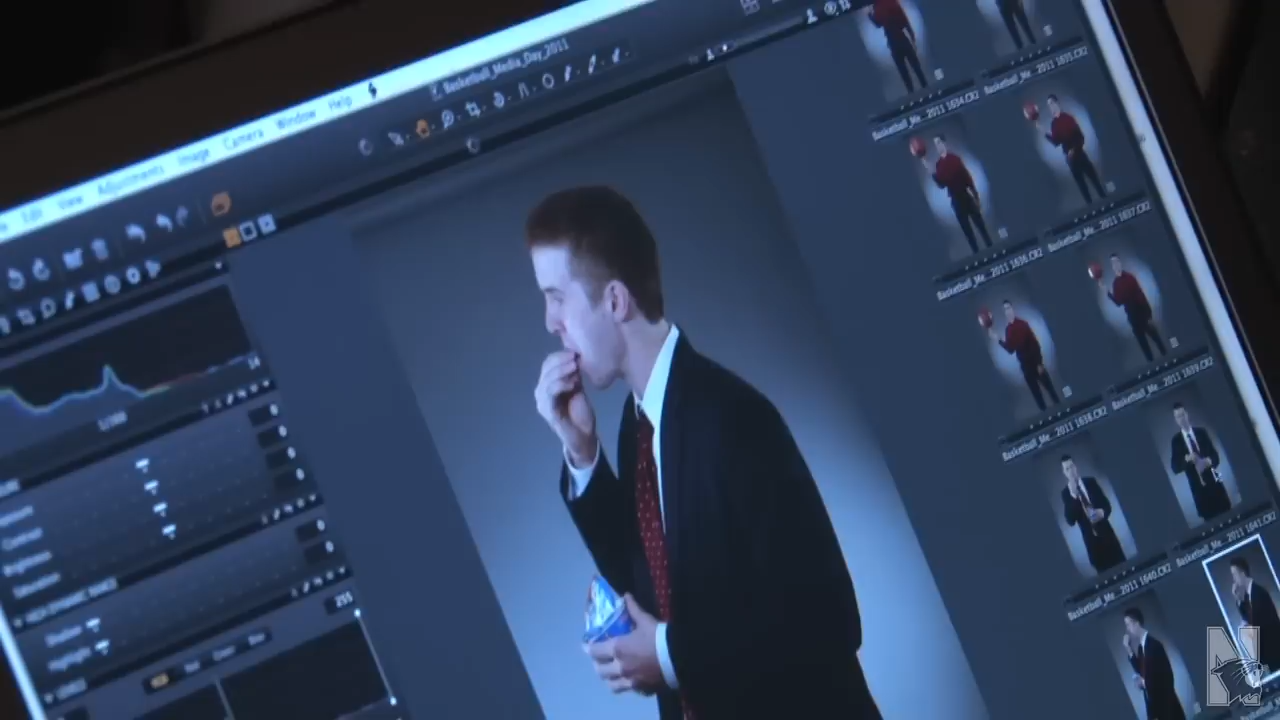 Edit View Adjustments Image Camera Window Help
Basketball_Media_Day_2011
Basketball_Me...2011 1634.CR2
Basketball_Me...2011 1635.CR2
Basketball_Me...2011 1636.CR2
Basketball_Me...2011 1637.CR2
Basketball_Me...2011 1638.CR2
Basketball_Me...2011 1639.CR2
Basketball_Me...2011 1640.CR2
Basketball_Me...2011 1641.CR2
Contrast
Brightness
Saturation
HIGH DYNAMIC RANGE
Shadow
Highlight
255
N